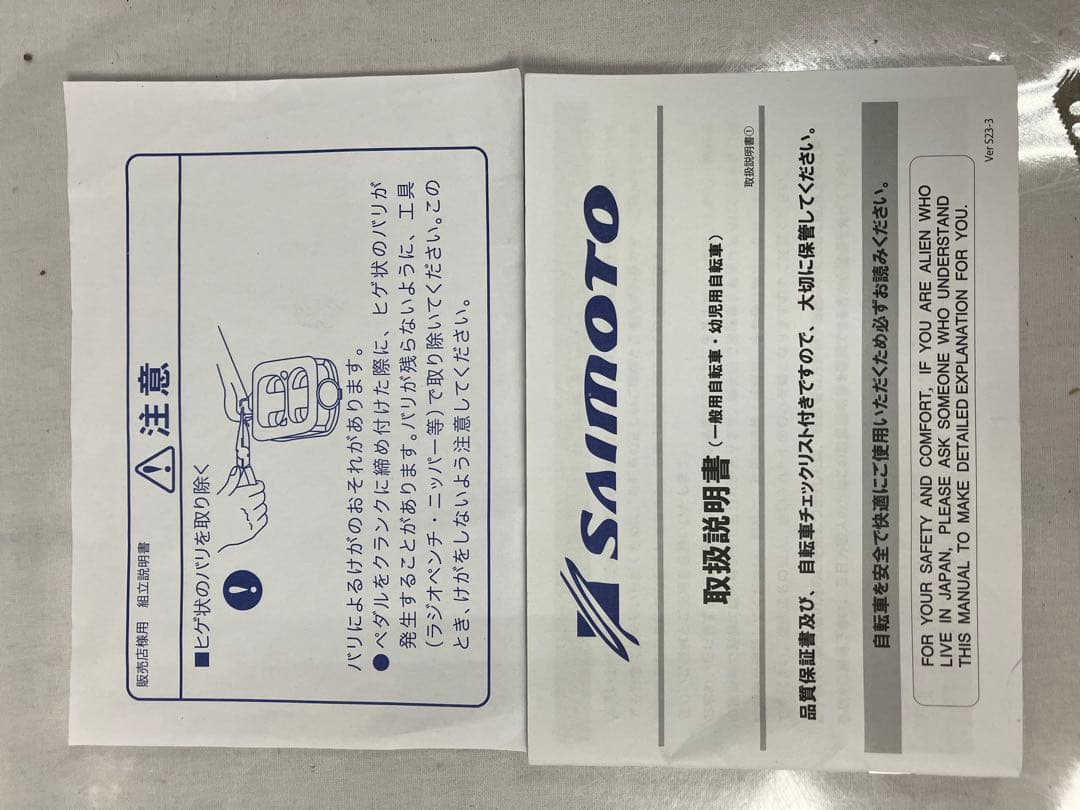 販売店様用 組立説明書
注意
■ヒゲ状のバリを取り除く
バリによるけがのおそれがあります。
●ペダルをクランクに締め付けた際に、ヒゲ状のバリが
発生することがあります。バリが残らないように、工具
(ラジオペンチ・ニッパー等)で取り除いてください。この
とき、けがをしないよう注意してください。
SAIMOTO
取扱説明書①
取扱説明書(一般用自転車・幼児用自転車)
品質保証書及び、自転車チェックリスト付きですので、大切に保管してください。
自転車を安全で快適にご使用いただくため必ずお読みください。
FOR YOUR SAFETY AND COMFORT, IF YOU ARE ALIEN WHO
LIVE IN JAPAN, PLEASE ASK SOMEONE WHO UNDERSTAND
THIS MANUAL TO MAKE DETAILED EXPLANATION FOR YOU.
Ver S23-3